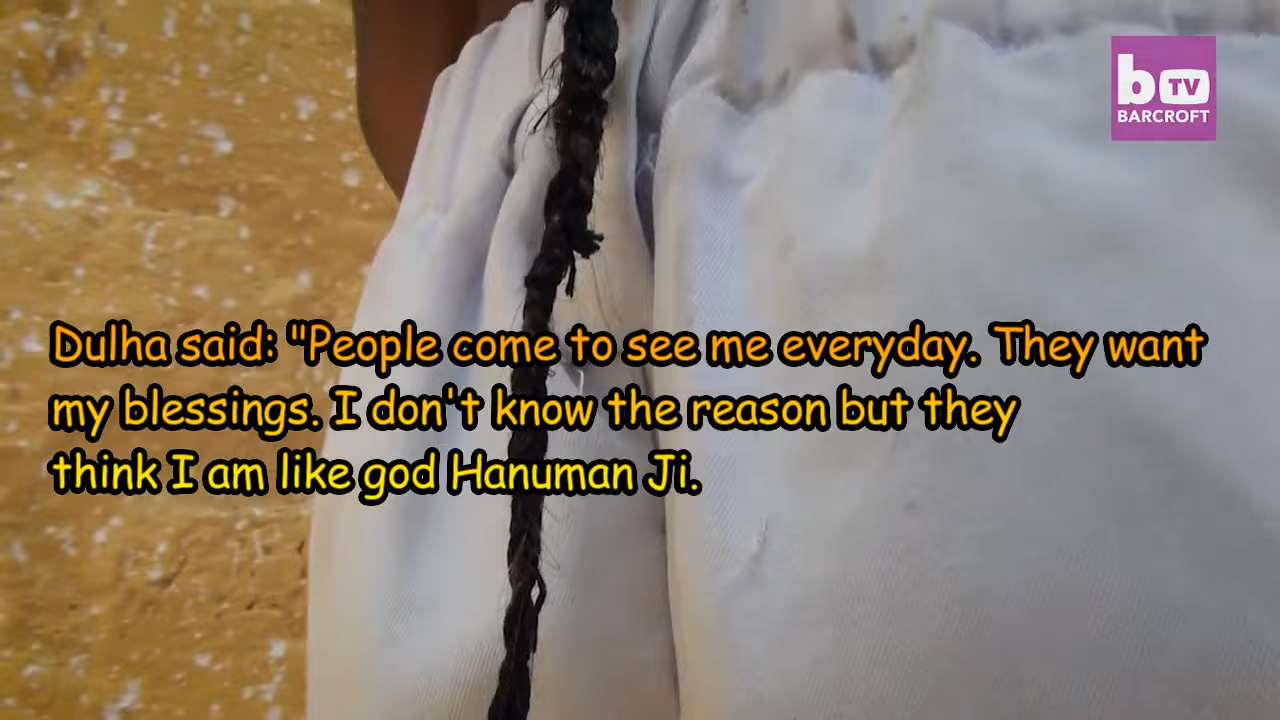 b TV
BARCROFT
Dulha said: "People come to see me everyday. They want
my blessings. I don't know the reason but they
think I am like god Hanuman Ji.